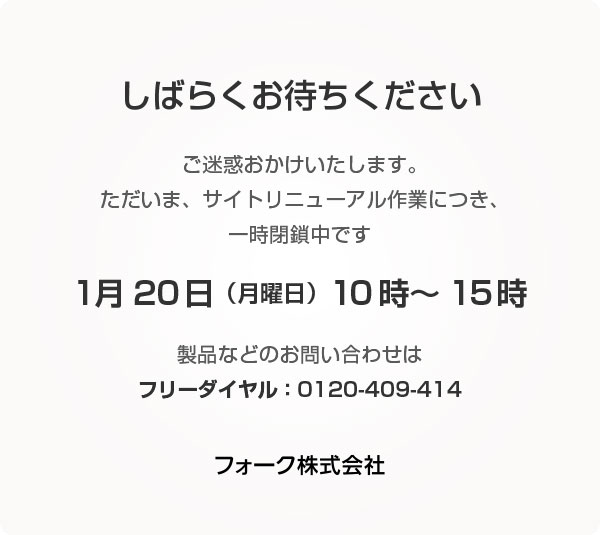 しばらくお待ちください
ご迷惑おかけいたします。
ただいま、サイトリニューアル作業につき、
一時閉鎖中です
1月 20日（月曜日）10時～ 15時
製品などのお問い合わせは
フリーダイヤル：0120-409-414
フォーク株式会社